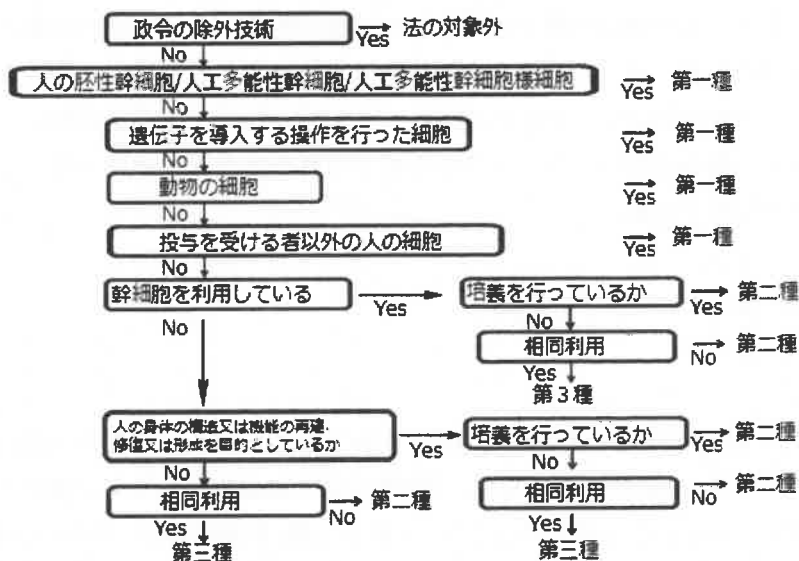 政令の除外技術
Yes
法の対象外
No
人の胚性幹細胞/人工多能性幹細胞/人工多能性幹細胞様細胞
Yes
第一種
No
遺伝子を導入する操作を行った細胞
Yes
第一種
No
動物の細胞
Yes
第一種
No
投与を受ける者以外の人の細胞
Yes
第一種
No
幹細胞を利用している
Yes
培義を行っているか
Yes
第二種
No
No
相同利用
No
第二種
Yes
第3種
人の身体の構造又は機能の再建、
修復又は形成を目的としているか
Yes
培義を行っているか
Yes
第二種
No
No
相同利用
No
第二種
相同利用
No
第二種
Yes
第三種
Yes
第三種